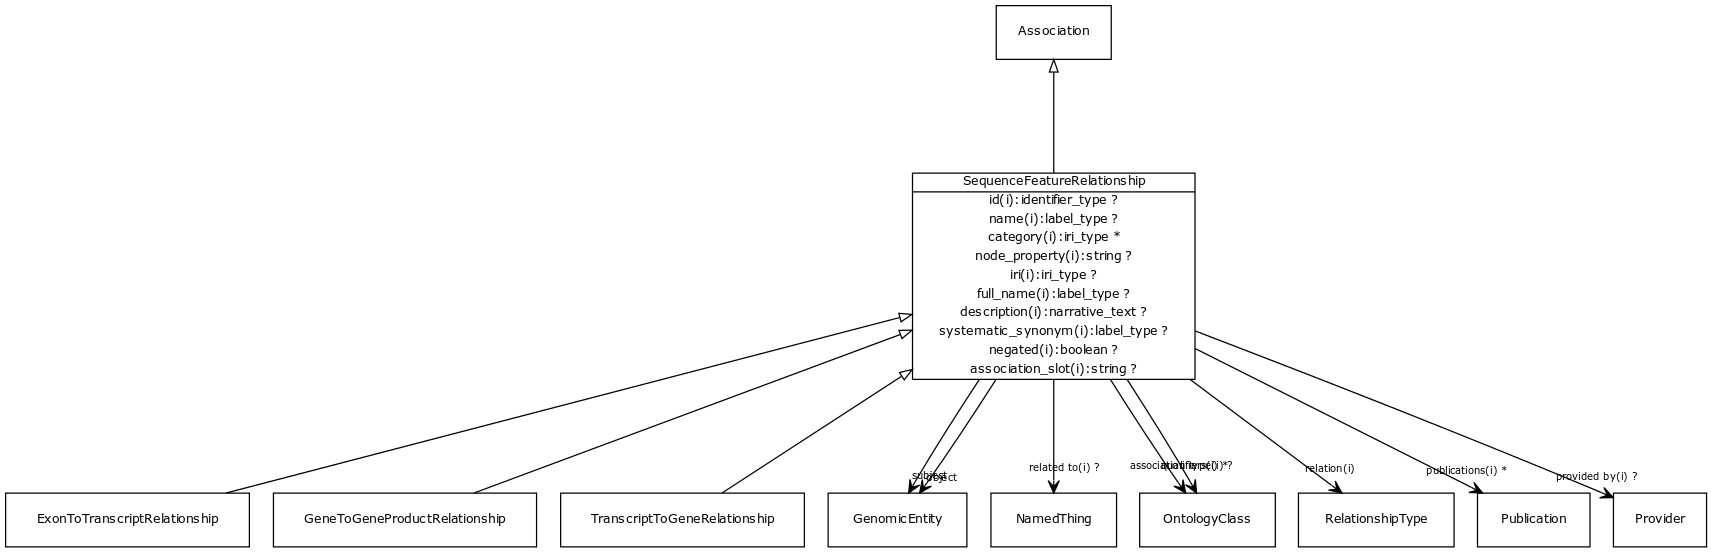 Association
SequenceFeatureRelationship
id(i):identifier_type ?
name(i):label_type ?
category(i):iri_type *
node_property(i):string ?
iri(i):iri_type ?
full_name(i):label_type ?
description(i):narrative_text ?
systematic_synonym(i):label_type ?
negated(i):boolean ?
association_slot(i):string ?
subject
object
related to(i) ?
association type(i) ?
qualifiers(i) *
relation(i)
publications(i) *
provided by(i) ?
ExonToTranscriptRelationship
GeneToGeneProductRelationship
TranscriptToGeneRelationship
GenomicEntity
NamedThing
OntologyClass
RelationshipType
Publication
Provider